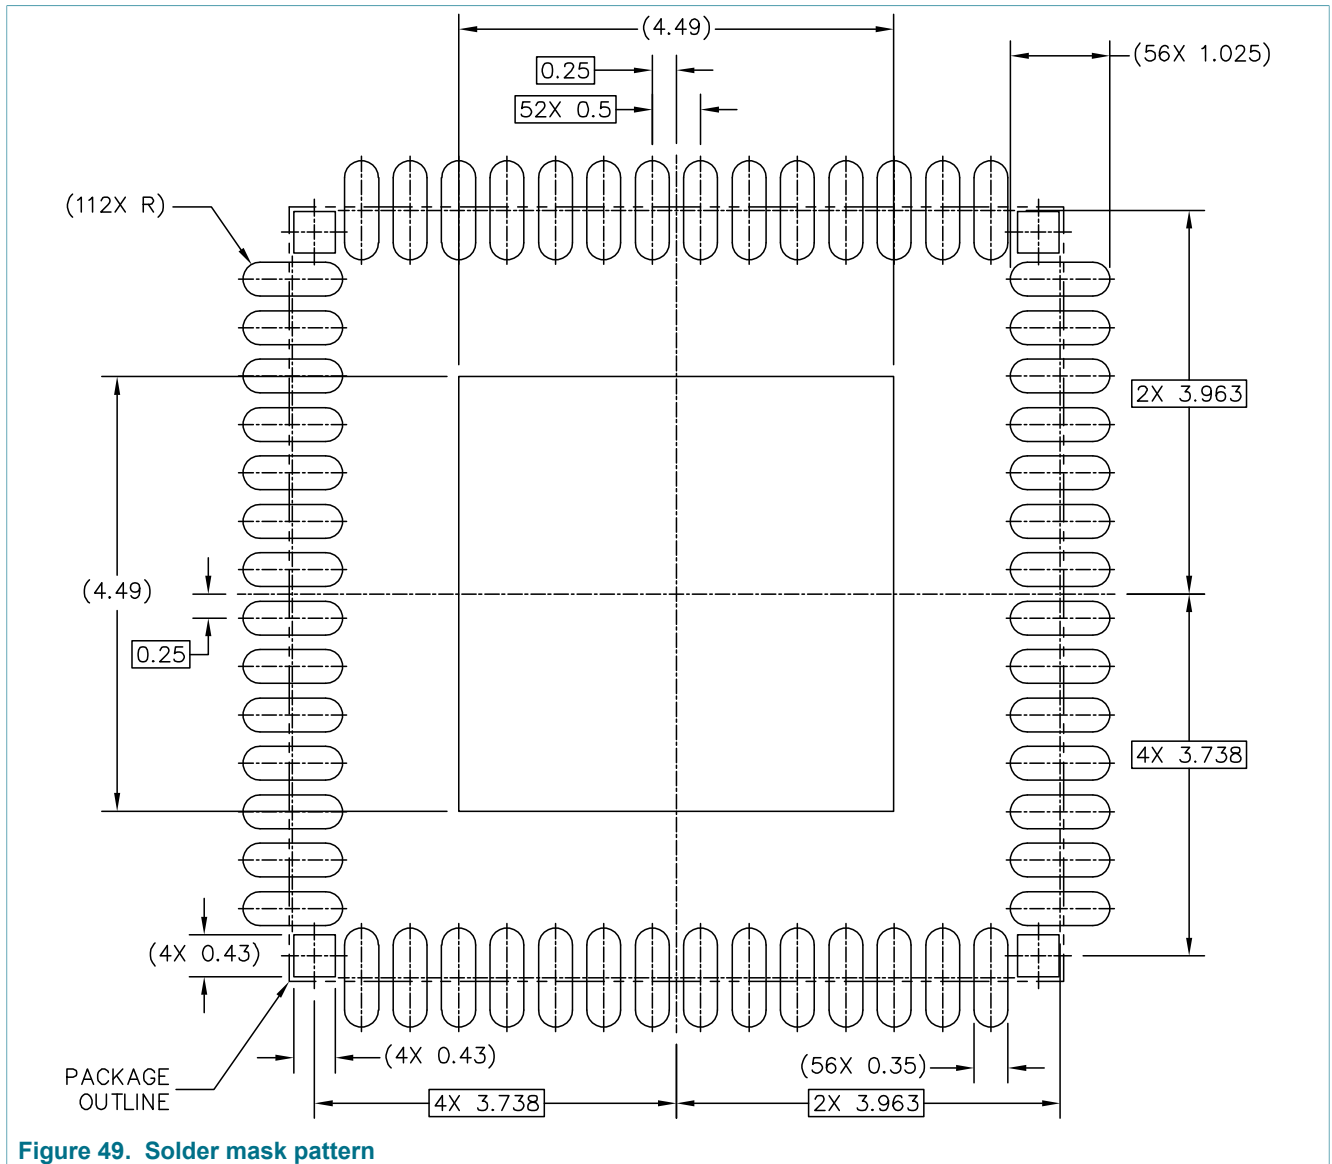 (4.49)
(56X 1.025)
0.25
52X 0.5
(112X R)
2X 3.963
(4.49)
0.25
4X 3.738
(4X 0.43)
(4X 0.43)
(56X 0.35)
PACKAGE
OUTLINE
4X 3.738
2X 3.963
Figure 49. Solder mask pattern